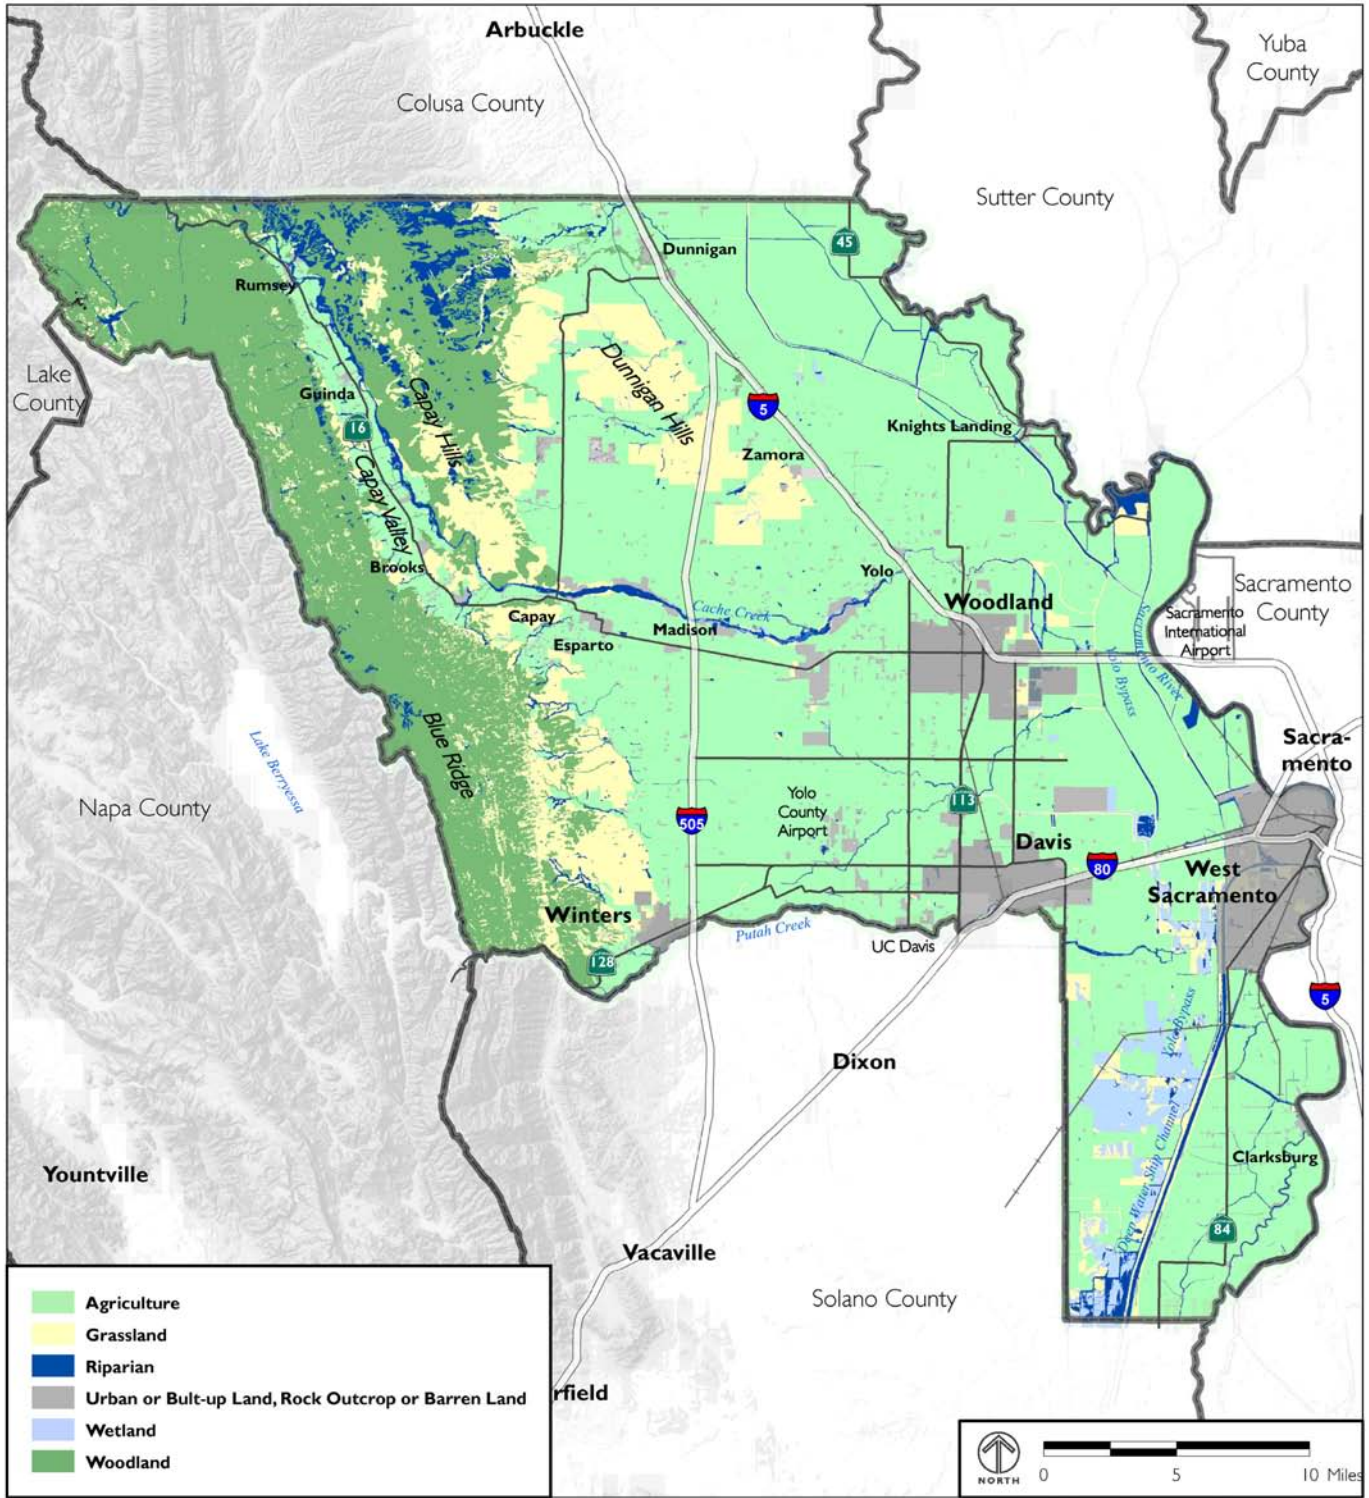 Arbuckle
Yuba
County
Colusa County
Sutter County
45
Dunnigan
Rumsey
Lake
County
Dunnigan Hills
Guinda
Capay Hills
5
16
Knights Landing
Zamora
Capay Valley
Brooks
Yolo
Sacramento
County
Woodland
Cache Creek
Capay
Madison
Sacramento
International
Airport
Esparto
Sacramento River
Yolo Bypass
Blue Ridge
Lake Berryessa
Sacra-
mento
Napa County
Yolo
County
Airport
113
505
Davis
80
West
Sacramento
Winters
Putah Creek
UC Davis
128
5
Yolo Bypass
Dixon
Deep Water Ship Channel
Clarksburg
Yountville
84
Vacaville
Solano County
rfield
Agriculture
Grassland
Riparian
Urban or Bult-up Land, Rock Outcrop or Barren Land
Wetland
Woodland
NORTH
0 5 10 Miles